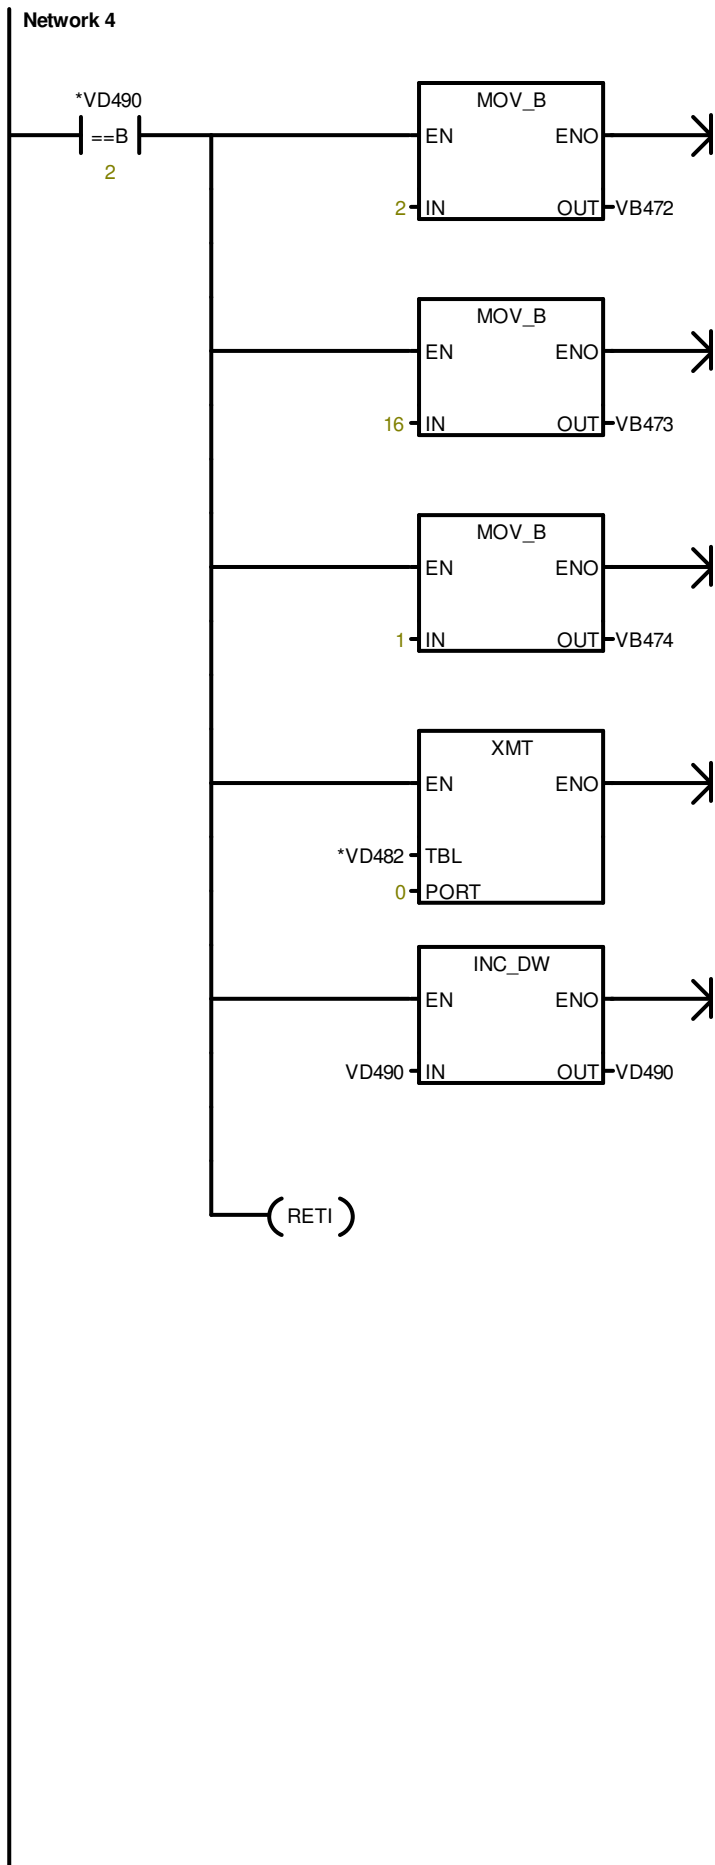 Network 4
*VD490
MOV_B
==B
EN
ENO
2
2
IN
OUT
VB472
MOV_B
EN
ENO
16
IN
OUT
VB473
MOV_B
EN
ENO
1
IN
OUT
VB474
XMT
EN
ENO
*VD482
TBL
0
PORT
INC_DW
EN
ENO
VD490
IN
OUT
VD490
RETI